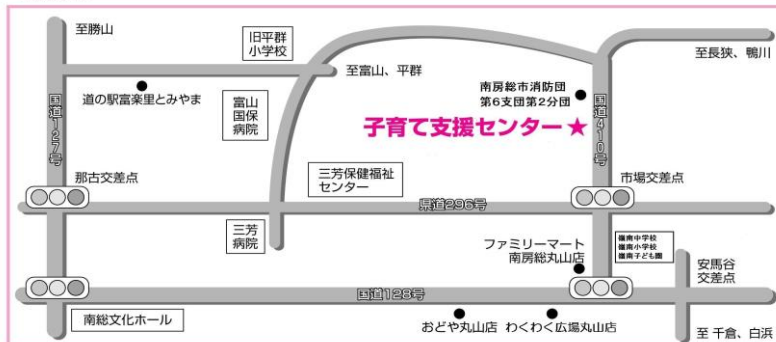 至勝山
旧平群
小学校
至長狭、鴨川
至富山、平群
南房総市消防団
第6支団第2分団
道の駅富楽里とみやま
富山
国保
病院
国道127号
国道410号
子育て支援センター★
那古交差点
三芳保健福祉
センター
市場交差点
県道296号
三芳
病院
ファミリーマート
南房総丸山店
嶺南中学校
嶺南小学校
嶺南子ども園
安馬谷
交差点
国道128号
南総文化ホール
おどや丸山店
わくわく広場丸山店
至 千倉、白浜